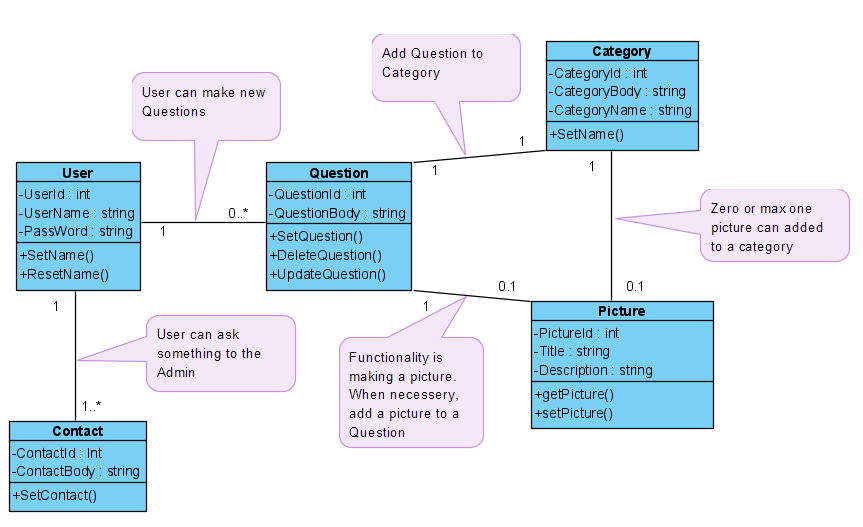 Category
-CategoryId : int
-CategoryBody : string
-CategoryName : string
+SetName()
Add Question to
Category
User can make new
Questions
1
1
1
User
-UserId : int
-UserName : string
-PassWord : string
+SetName()
+ResetName()
1
0..*
Question
-QuestionId : int
-QuestionBody : string
+SetQuestion()
+DeleteQuestion()
+UpdateQuestion()
Zero or max one
picture can added
to a category
1
1
0.1
0.1
Picture
-PictureId : int
-Title : string
-Description : string
+getPicture()
+setPicture()
User can ask
something to the
Admin
Functionality is
making a picture.
When necessery,
add a picture to a
Question
1..*
Contact
-ContactId : Int
-ContactBody : string
+SetContact()